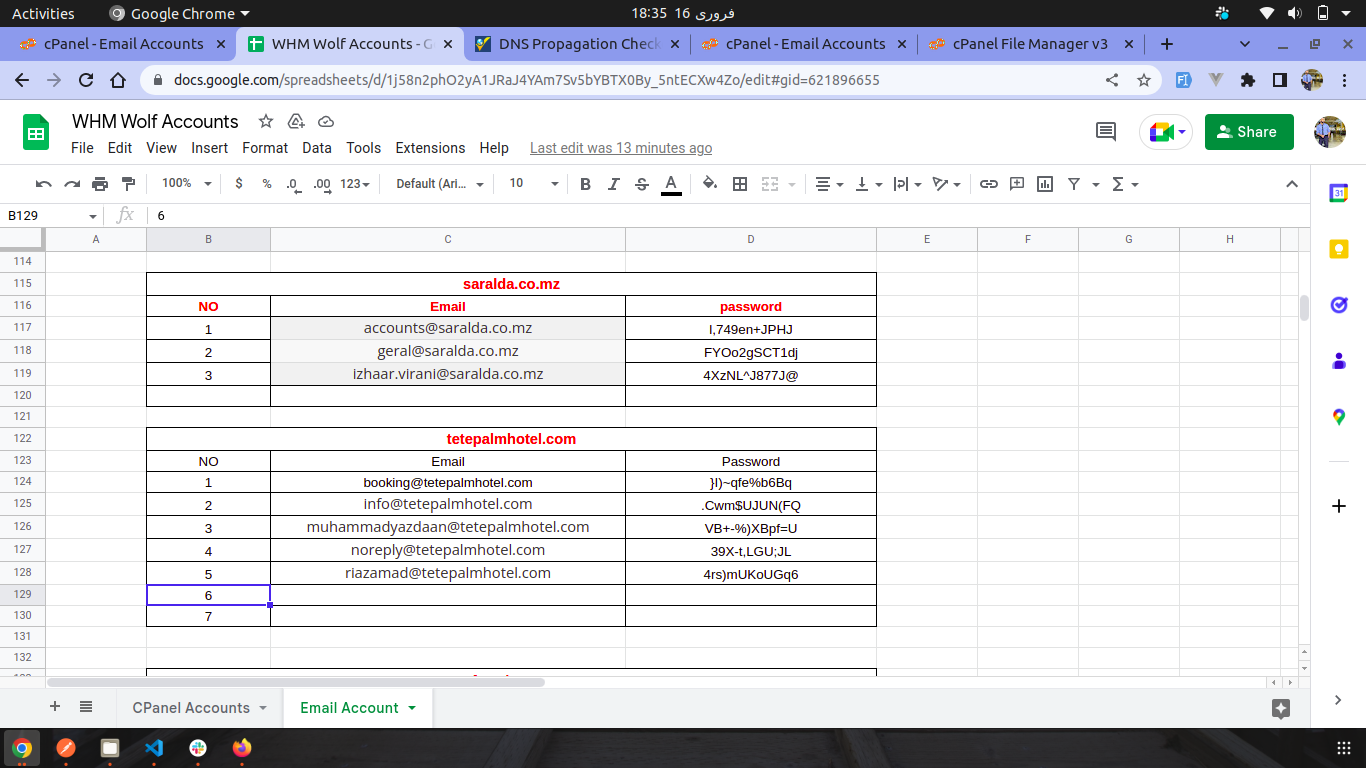 Activities Google Chrome 18:35 16 فروری
cPanel - Email Accounts WHM Wolf Accounts - G DNS Propagation Check cPanel - Email Accounts cPanel File Manager v3
docs.google.com/spreadsheets/d/1j58n2phO2yA1JRaJ4YAm7Sv5bYBTX0By_5ntECXw4Zo/edit#gid=621896655
WHM Wolf Accounts
File Edit View Insert Format Data Tools Extensions Help Last edit was 13 minutes ago
Share
100% $ % .0 .00 123 Default (Ari... 10 B I S A
B129 fx 6
A B C D E F G H
114
115 saralda.co.mz
116 NO Email password
117 1 accounts@saralda.co.mz
118 2 geral@saralda.co.mz FYOo2gSCT1dj
119 3 izhaar.virani@saralda.co.mz 4XzNL^J877J@
120
121
122 tetepalmhotel.com
123 NO Email Password
124 1 booking@tetepalmhotel.com
125 2 info@tetepalmhotel.com .Cwm$UJUN(FQ
126 3 muhammadyazdaan@tetepalmhotel.com VB+-%)XBpf=U
127 4 noreply@tetepalmhotel.com 39X-t,LGU;JL
128 5 riazamad@tetepalmhotel.com 4rs)mUKoUGq6
129 6
130 7
131
132
CPanel Accounts Email Account